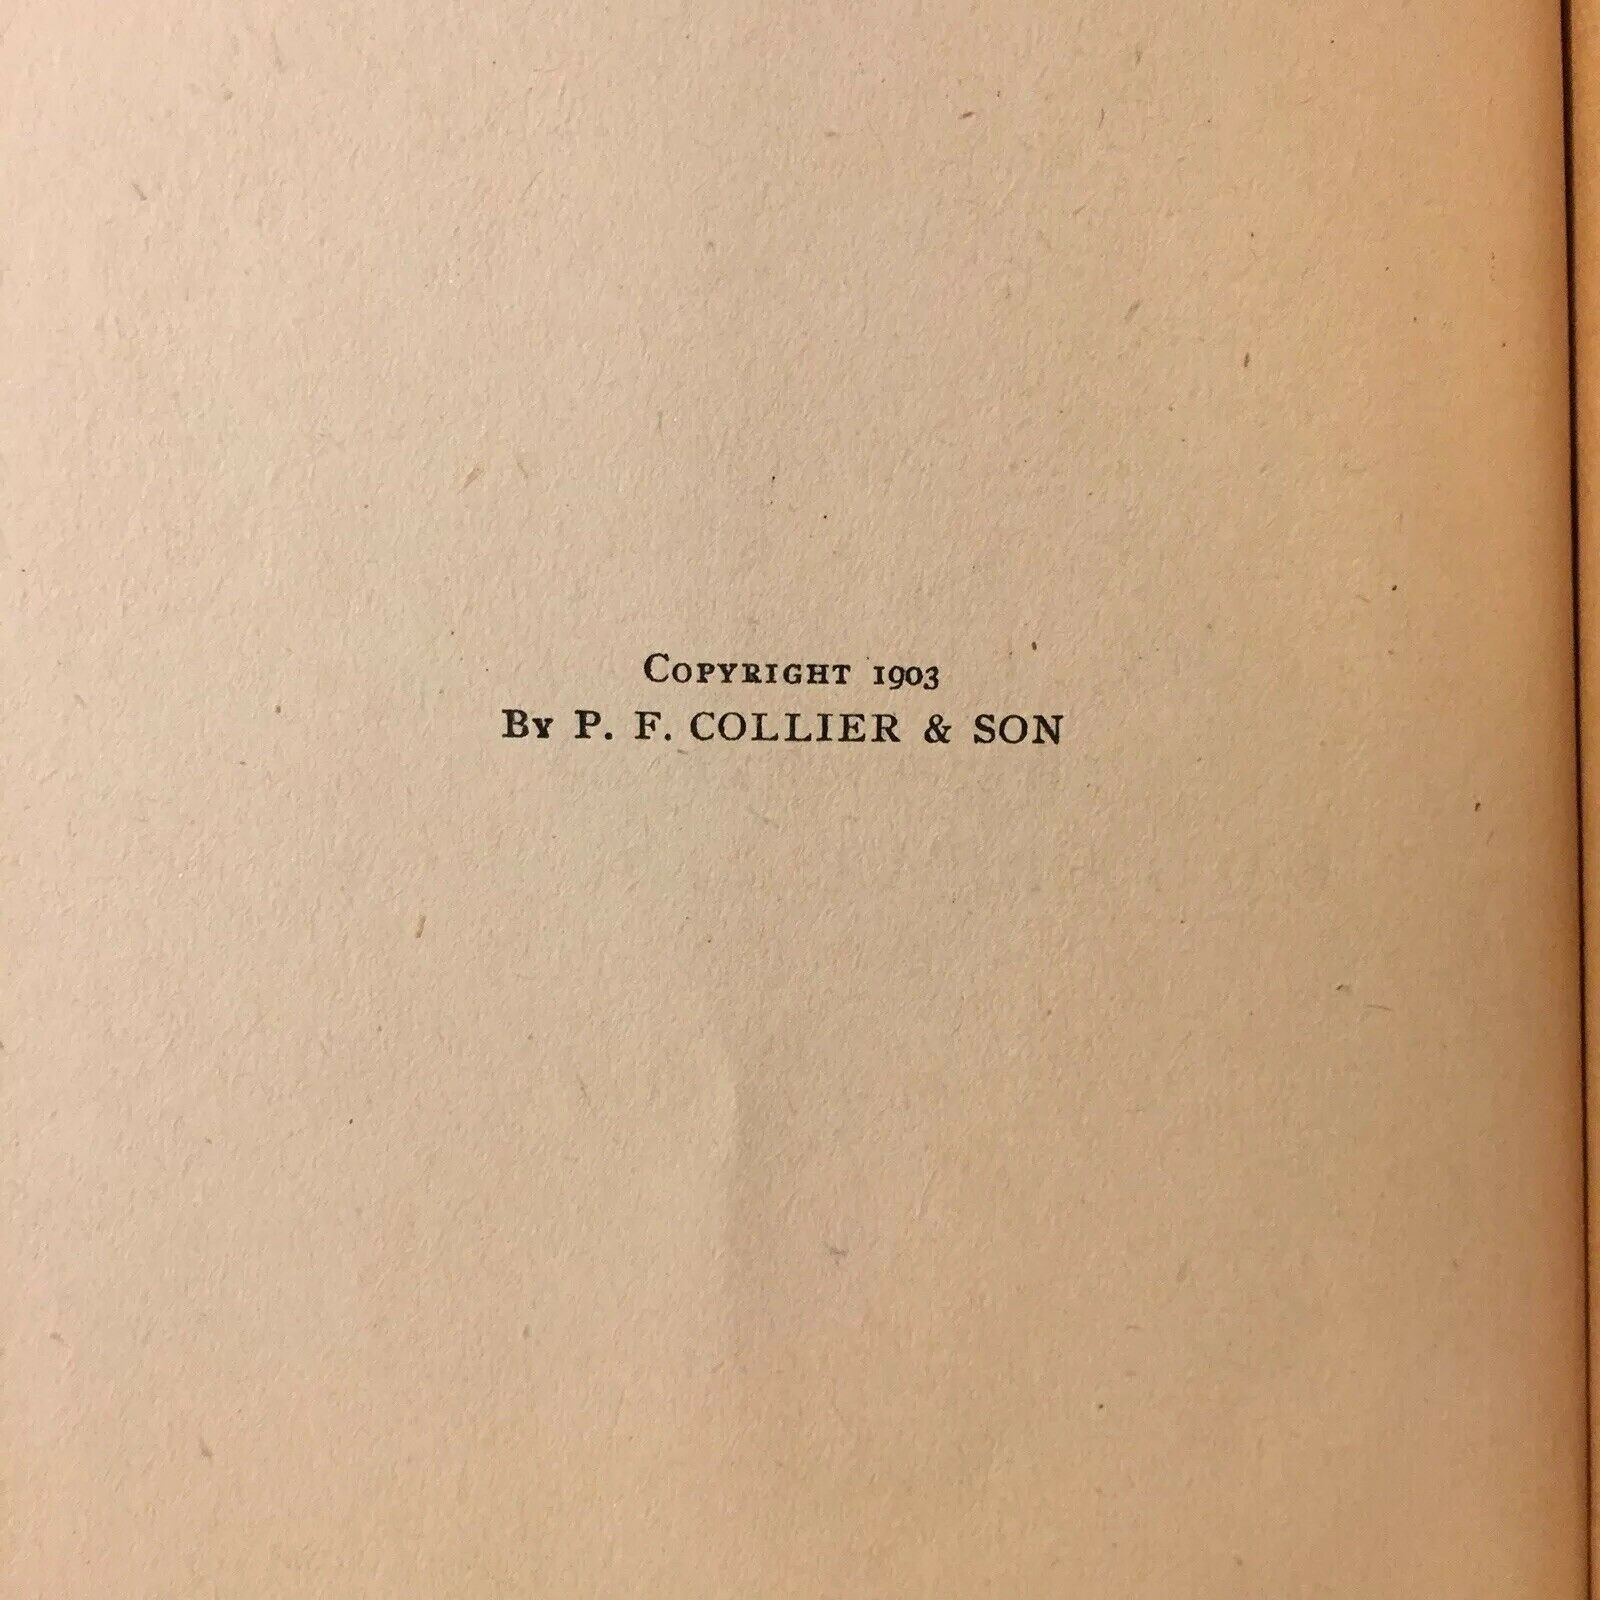 Copyright 1903
By P. F. COLLIER & SON